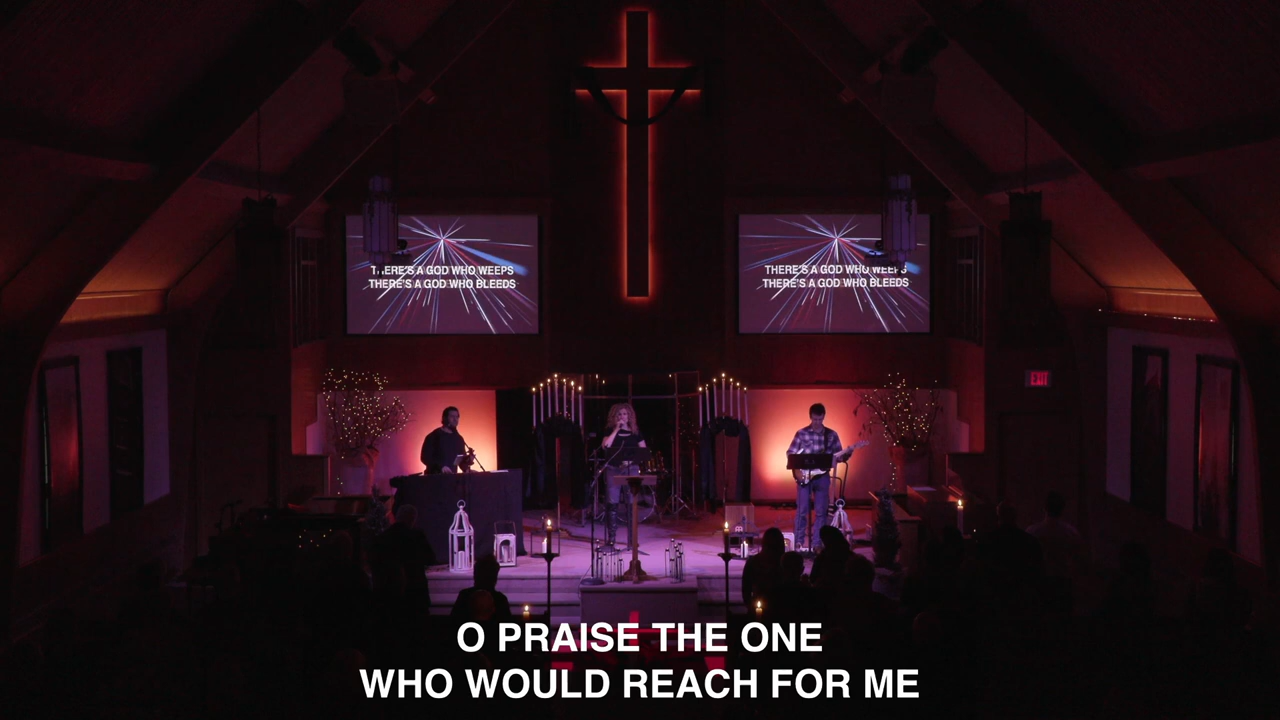 THERE'S A GOD WHO WEEPS
THERE'S A GOD WHO BLEEDS
THERE'S A GOD WHO WEEPS
THERE'S A GOD WHO BLEEDS
EXIT
O PRAISE THE ONE
WHO WOULD REACH FOR ME